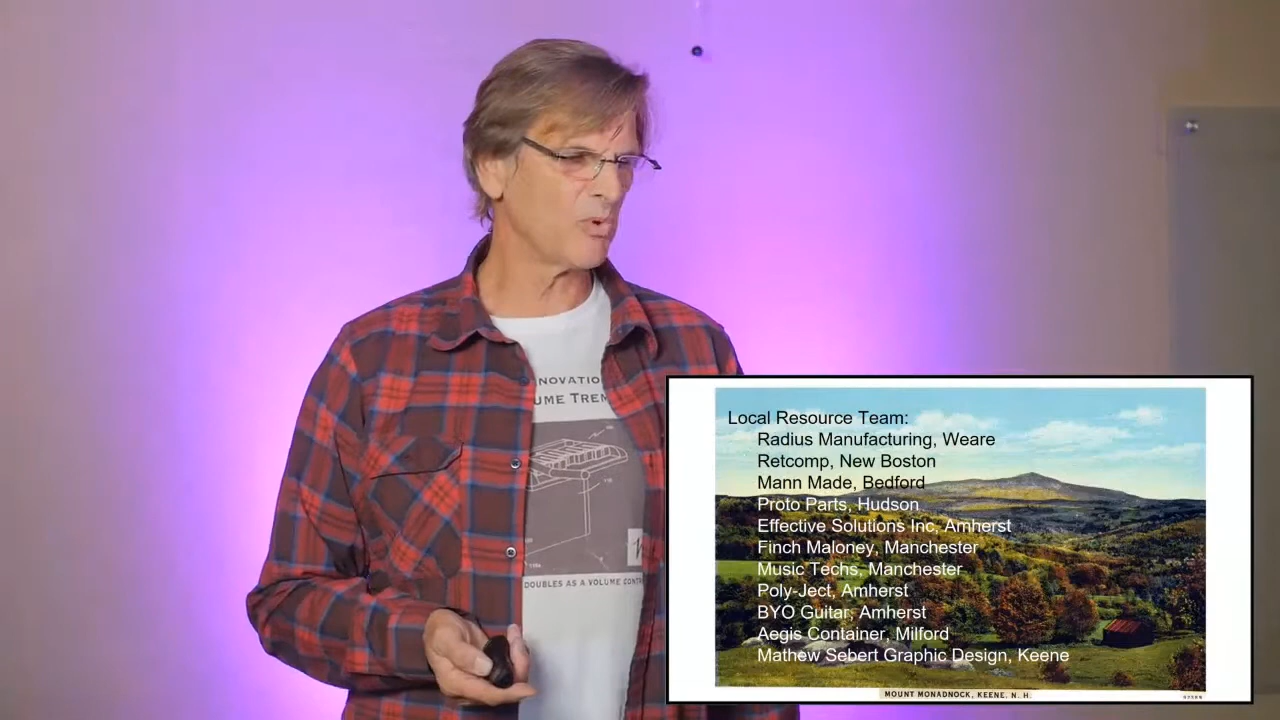 NOVATIO
UME TREM
DOUBLES AS A VOLUME CONT
Local Resource Team:
Radius Manufacturing, Weare
Retcomp, New Boston
Mann Made, Bedford
Proto Parts, Hudson
Effective Solutions Inc, Amherst
Finch Maloney, Manchester
Music Techs, Manchester
Poly-Ject, Amherst
BYO Guitar, Amherst
Aegis Container, Milford
Mathew Sebert Graphic Design, Keene
MOUNT MONADNOCK, KEENE, N. H.